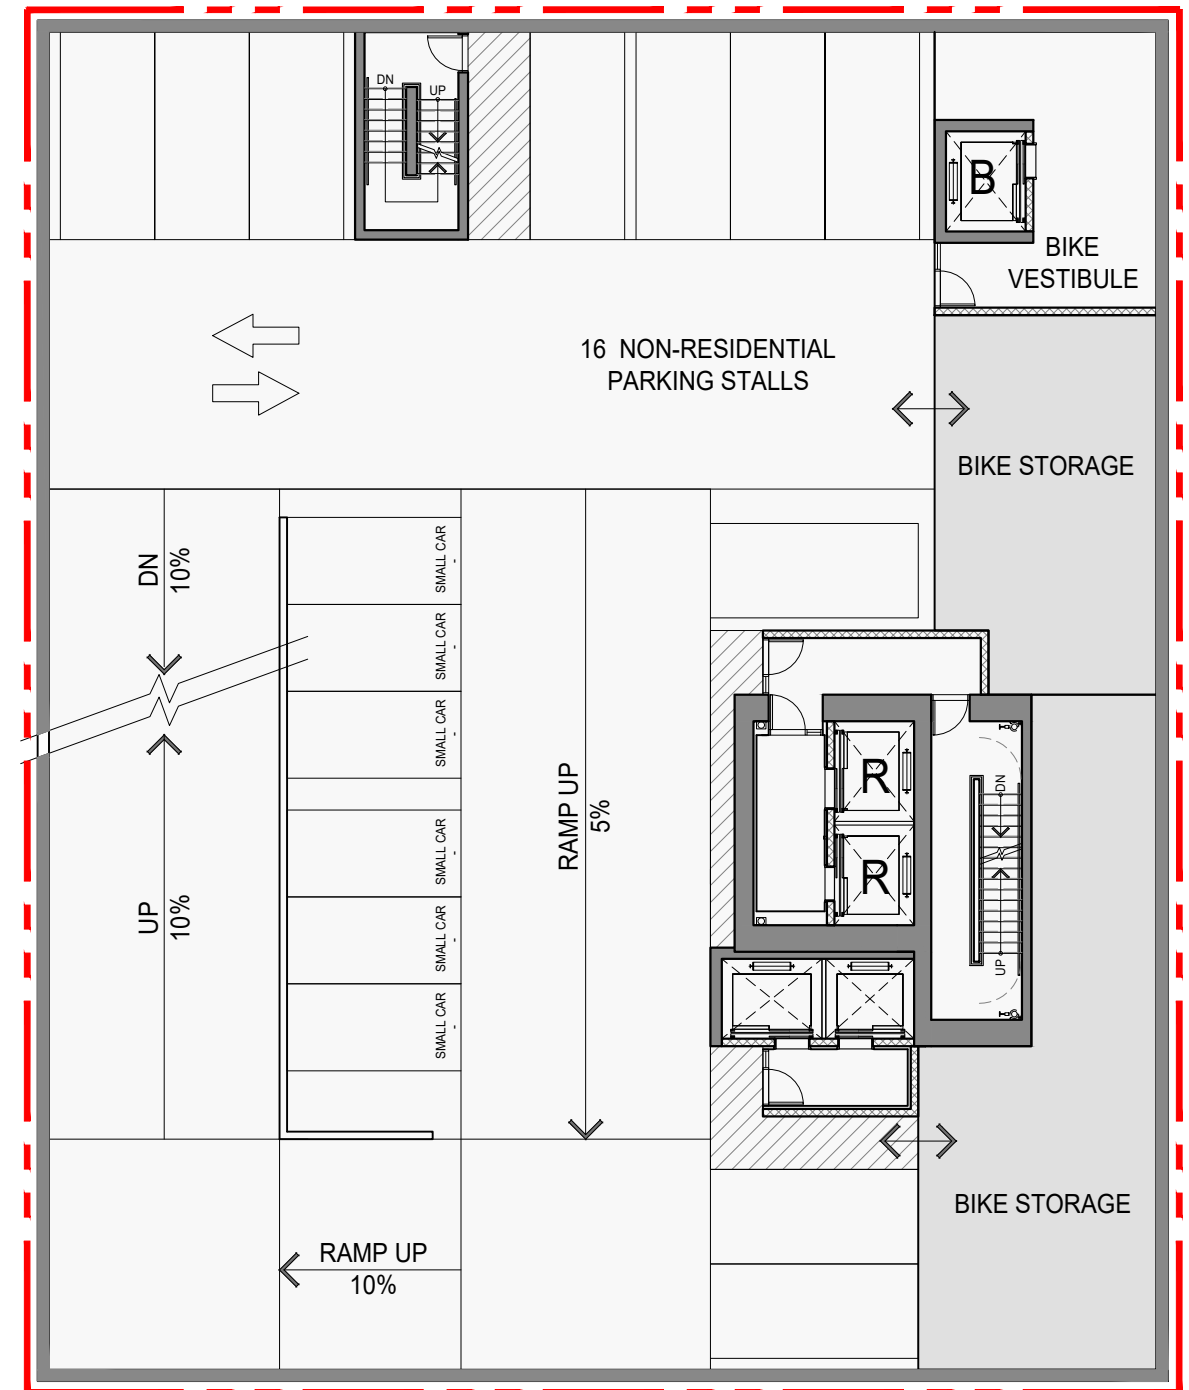 DN
UP
B
BIKE
VESTIBULE
16 NON-RESIDENTIAL
PARKING STALLS
BIKE STORAGE
DN
10%
SMALL CAR
-
SMALL CAR
-
SMALL CAR
-
SMALL CAR
-
SMALL CAR
-
SMALL CAR
-
UP
10%
RAMP UP
5%
R
R
DN
UP
BIKE STORAGE
RAMP UP
10%